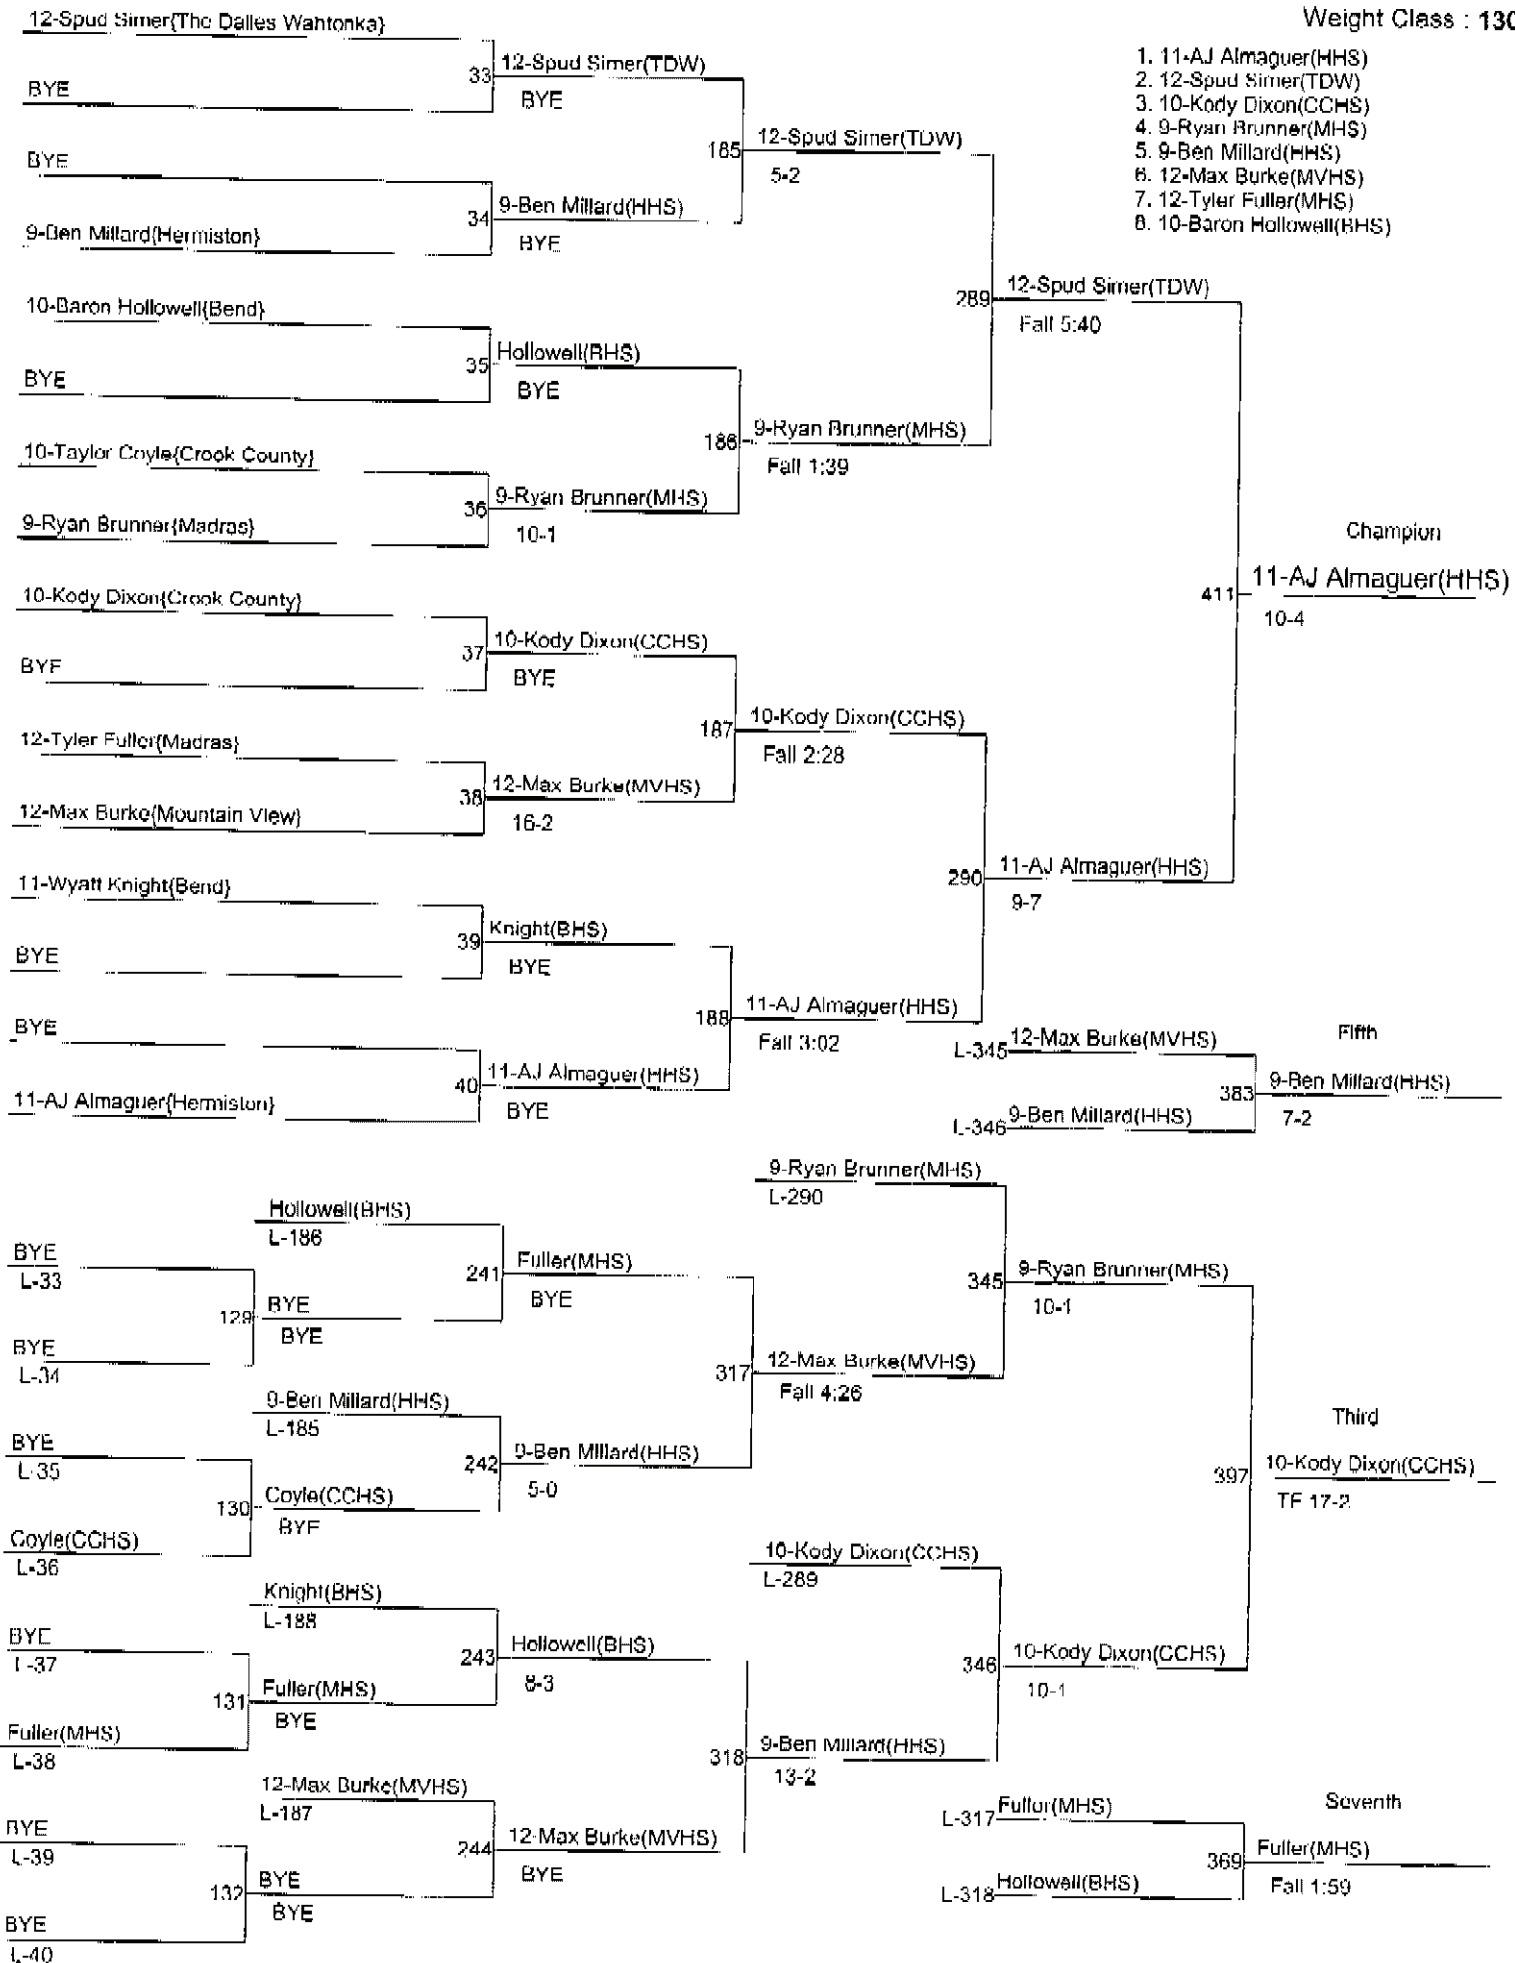 Weight Class : 130
1. 11-AJ Almaguer(HHS)
2. 12-Spud Simer(TDW)
3. 10-Kody Dixon(CCHS)
4. 9-Ryan Brunner(MHS)
5. 9-Ben Millard(HHS)
6. 12-Max Burke(MVHS)
7. 12-Tyler Fuller(MHS)
8. 10-Baron Hollowell(BHS)
12-Spud Simer{The Dalles Wahtonka}
BYE
BYE
9-Ben Millard{Hermiston}
10-Baron Hollowell{Bend}
BYE
10-Taylor Coyle{Crook County}
9-Ryan Brunner{Madras}
10-Kody Dixon{Crook County}
BYE
12-Tyler Fuller{Madras}
12-Max Burke{Mountain View}
11-Wyatt Knight{Bend}
BYE
BYE
11-AJ Almaguer{Hermiston}
33
12-Spud Simer(TDW)
BYE
34
9-Ben Millard(HHS)
BYE
35
Hollowell(BHS)
BYE
36
9-Ryan Brunner(MHS)
10-1
37
10-Kody Dixon(CCHS)
BYE
38
12-Max Burke(MVHS)
16-2
39
Knight(BHS)
BYE
40
11-AJ Almaguer(HHS)
BYE
185
12-Spud Simer(TDW)
5-2
186
9-Ryan Brunner(MHS)
Fall 1:39
187
10-Kody Dixon(CCHS)
Fall 2:28
188
11-AJ Almaguer(HHS)
Fall 3:02
289
12-Spud Simer(TDW)
Fall 5:40
290
11-AJ Almaguer(HHS)
9-7
Champion
411
11-AJ Almaguer(HHS)
10-4
Fifth
L-345
12-Max Burke(MVHS)
L-346
9-Ben Millard(HHS)
383
9-Ben Millard(HHS)
7-2
BYE
L-33
BYE
L-34
BYE
L-35
Coyle(CCHS)
L-36
BYE
L-37
Fuller(MHS)
L-38
BYE
L-39
BYE
L-40
Hollowell(BHS)
L-186
129
BYE
BYE
9-Ben Millard(HHS)
L-185
130
Coyle(CCHS)
BYE
Knight(BHS)
L-188
131
Fuller(MHS)
BYE
12-Max Burke(MVHS)
L-187
132
BYE
BYE
241
Fuller(MHS)
BYE
242
9-Ben Millard(HHS)
5-0
243
Hollowell(BHS)
8-3
244
12-Max Burke(MVHS)
BYE
9-Ryan Brunner(MHS)
L-290
317
12-Max Burke(MVHS)
Fall 4:26
10-Kody Dixon(CCHS)
L-289
318
9-Ben Millard(HHS)
13-2
345
9-Ryan Brunner(MHS)
10-1
346
10-Kody Dixon(CCHS)
10-1
Third
397
10-Kody Dixon(CCHS)
TF 17-2
Seventh
L-317
Fuller(MHS)
L-318
Hollowell(BHS)
369
Fuller(MHS)
Fall 1:59